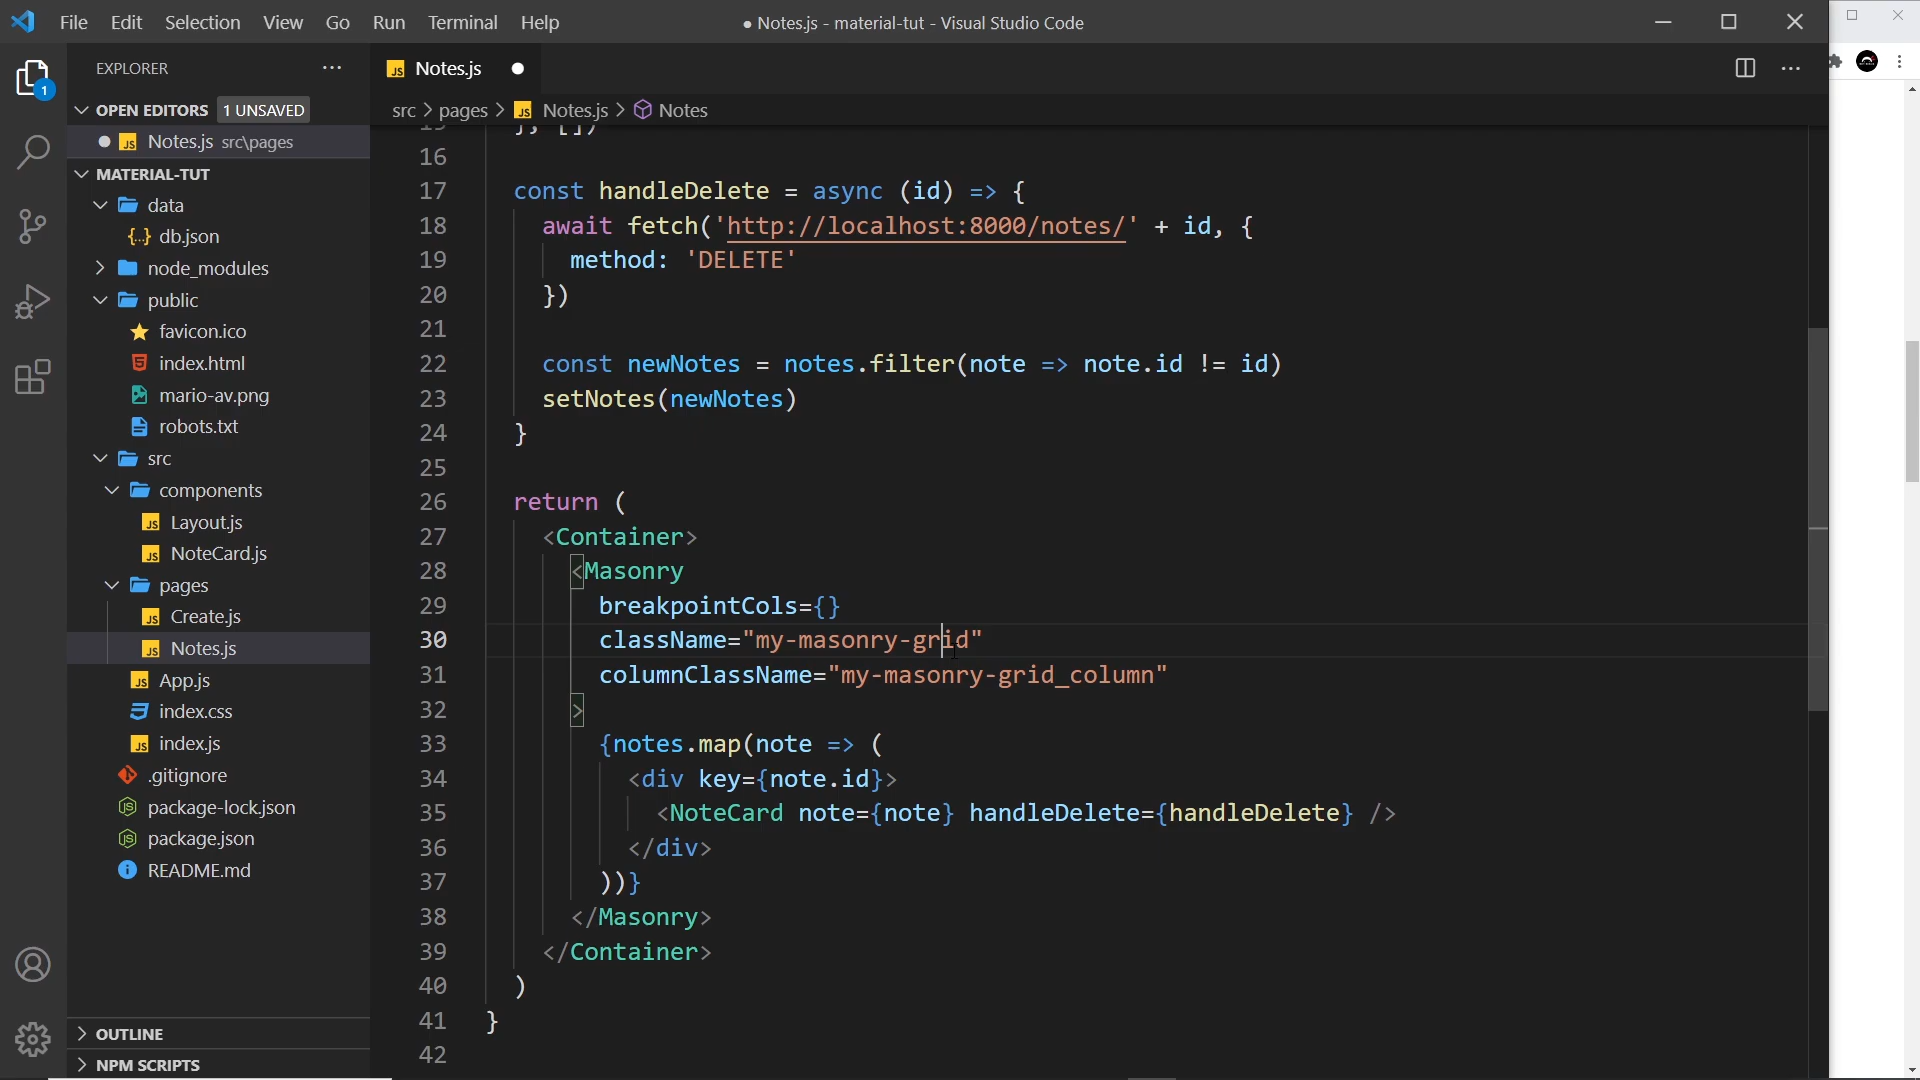 File Edit Selection View Go Run Terminal Help
● Notes.js - material-tut - Visual Studio Code
EXPLORER
OPEN EDITORS 1 UNSAVED
Notes.js src\pages
MATERIAL-TUT
data
db.json
node_modules
public
favicon.ico
index.html
mario-av.png
robots.txt
src
components
Layout.js
NoteCard.js
pages
Create.js
Notes.js
App.js
index.css
index.js
.gitignore
package-lock.json
package.json
README.md
OUTLINE
NPM SCRIPTS
1
Notes.js
src > pages > Notes.js > Notes
15 }, [])
16
17 const handleDelete = async (id) => {
18 await fetch('http://localhost:8000/notes/' + id, {
19 method: 'DELETE'
20 })
21
22 const newNotes = notes.filter(note => note.id != id)
23 setNotes(newNotes)
24 }
25
26 return (
27 <Container>
28 <Masonry
29 breakpointCols={}
30 className="my-masonry-grid"
31 columnClassName="my-masonry-grid_column"
32 >
33 {notes.map(note => (
34 <div key={note.id}>
35 <NoteCard note={note} handleDelete={handleDelete} />
36 </div>
37 ))}
38 </Masonry>
39 </Container>
40 )
41 }
42